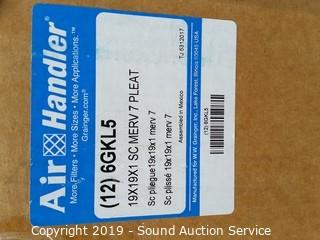 Air Handler
More Filters • More Sizes • More Applications.™
Grainger.com®
(12) 6GKL5
19X19X1 SC MERV 7 PLEAT
Sc pliegue19x19x1 merv 7
Sc plissé 19x19x1 merv 7
Assembled in Mexico
TJ 5312017
(12) 6GKL5
Manufactured for W.W. Grainger, Inc. Lake Forest, Illinois 60045 USA
Copyright 2019 - Sound Auction Service